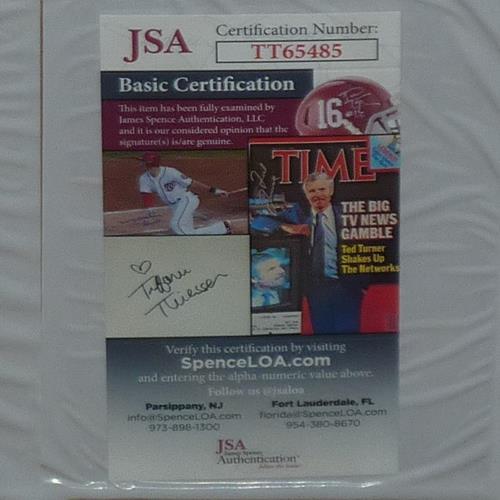 JSA
Certification Number:
TT65485
Basic Certification
This item has been fully examined by
James Spence Authentication, LLC
and it is our considered opinion that the
signature(s) is/are genuine.
16
TIME
THE BIG
TV NEWS
GAMBLE
Ted Turner
Shakes Up
The Networks
Tiffani
Thiessen
Verify this certification by visiting
SpenceLOA.com
and entering the alpha-numeric value above.
Follow us @jsaloa
Parsippany, NJ
info@SpenceLOA.com
973-898-1300
Fort Lauderdale, FL
florida@SpenceLOA.com
954-380-8670
JSA
James Spence
Authentication